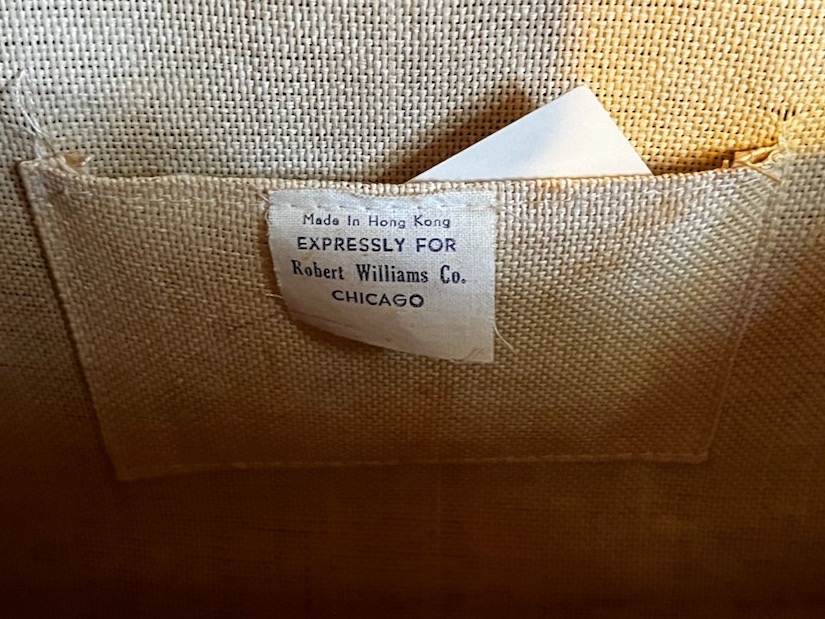 Made In Hong Kong
EXPRESSLY FOR
Robert Williams Co.
CHICAGO